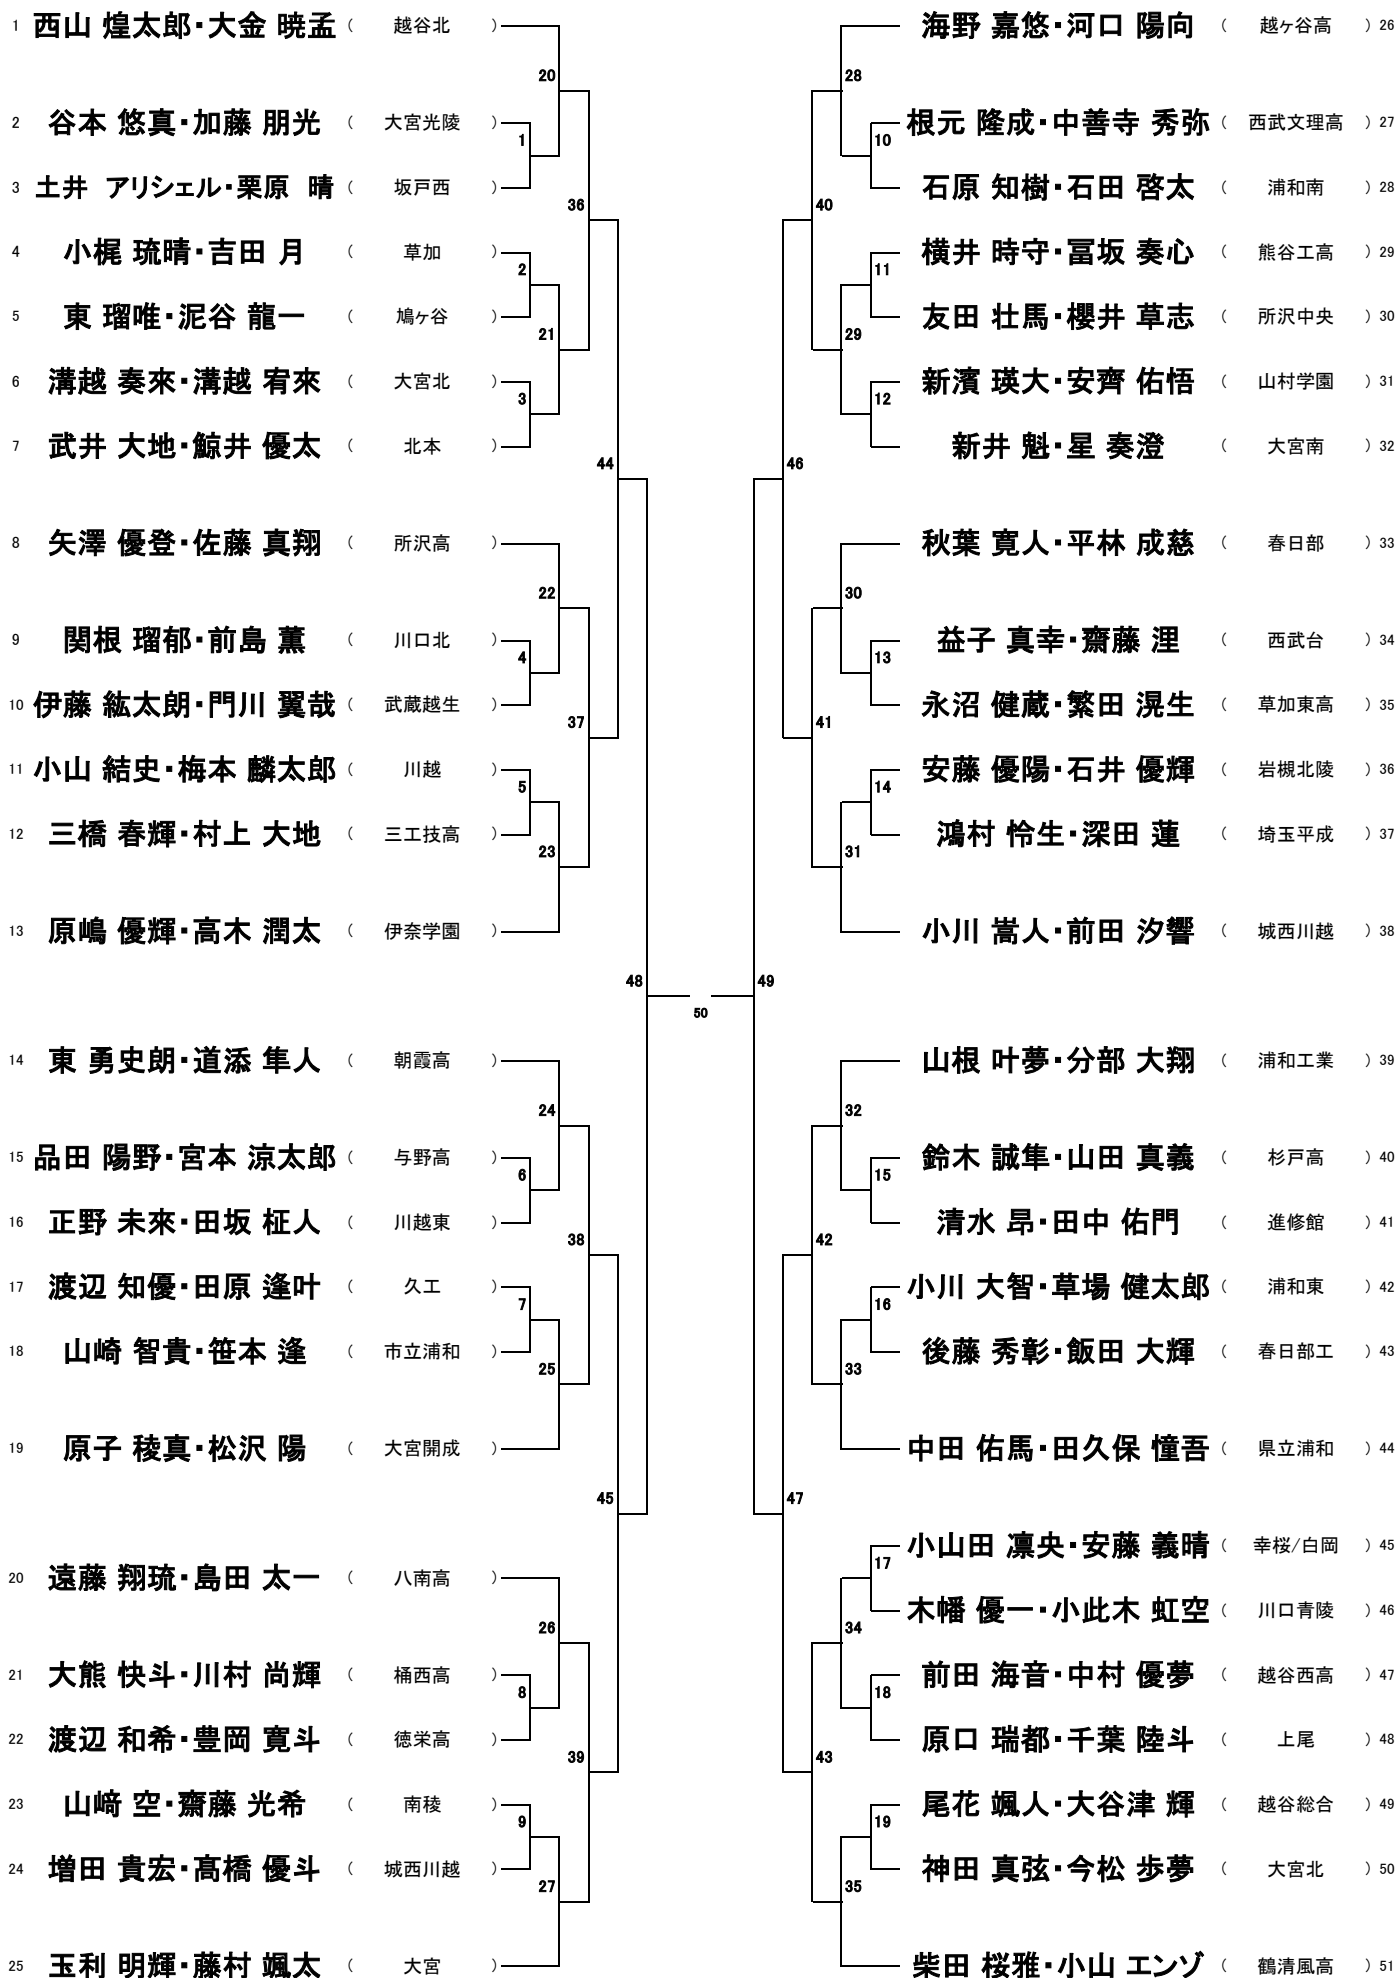 1 西山 煌太郎・大金 暁孟 （ 越谷北 ）
20
2 谷本 悠真・加藤 朋光 （ 大宮光陵 ）
1
3 土井 アリシェル・栗原 晴 （ 坂戸西 ）
36
4 小梶 琉晴・吉田 月 （ 草加 ）
2
5 東 瑠唯・泥谷 龍一 （ 鳩ヶ谷 ）
21
6 溝越 奏來・溝越 宥來 （ 大宮北 ）
3
7 武井 大地・鯨井 優太 （ 北本 ）
44
8 矢澤 優登・佐藤 真翔 （ 所沢高 ）
22
9 関根 瑠郁・前島 薫 （ 川口北 ）
4
10 伊藤 紘太朗・門川 翼哉 （ 武蔵越生 ）
37
11 小山 結史・梅本 麟太郎 （ 川越 ）
5
12 三橋 春輝・村上 大地 （ 三工技高 ）
23
13 原嶋 優輝・高木 潤太 （ 伊奈学園 ）
48
14 東 勇史朗・道添 隼人 （ 朝霞高 ）
24
15 品田 陽野・宮本 涼太郎 （ 与野高 ）
6
16 正野 未來・田坂 柾人 （ 川越東 ）
38
17 渡辺 知優・田原 逢叶 （ 久工 ）
7
18 山崎 智貴・笹本 逢 （ 市立浦和 ）
25
19 原子 稜真・松沢 陽 （ 大宮開成 ）
45
20 遠藤 翔琉・島田 太一 （ 八南高 ）
26
21 大熊 快斗・川村 尚輝 （ 桶西高 ）
8
22 渡辺 和希・豊岡 寛斗 （ 徳栄高 ）
39
23 山﨑 空・齋藤 光希 （ 南稜 ）
9
24 増田 貴宏・高橋 優斗 （ 城西川越 ）
27
25 玉利 明輝・藤村 颯太 （ 大宮 ）
50
海野 嘉悠・河口 陽向 （ 越ヶ谷高 ） 26
28
根元 隆成・中善寺 秀弥 （ 西武文理高 ） 27
10
石原 知樹・石田 啓太 （ 浦和南 ） 28
40
横井 時守・冨坂 奏心 （ 熊谷工高 ） 29
11
友田 壮馬・櫻井 草志 （ 所沢中央 ） 30
29
新濱 瑛大・安齊 佑悟 （ 山村学園 ） 31
12
新井 魁・星 奏澄 （ 大宮南 ） 32
46
秋葉 寛人・平林 成慈 （ 春日部 ） 33
30
益子 真幸・齋藤 浬 （ 西武台 ） 34
13
永沼 健蔵・繁田 滉生 （ 草加東高 ） 35
41
安藤 優陽・石井 優輝 （ 岩槻北陵 ） 36
14
鴻村 怜生・深田 蓮 （ 埼玉平成 ） 37
31
小川 嵩人・前田 汐響 （ 城西川越 ） 38
49
山根 叶夢・分部 大翔 （ 浦和工業 ） 39
32
鈴木 誠隼・山田 真義 （ 杉戸高 ） 40
15
清水 昂・田中 佑門 （ 進修館 ） 41
42
小川 大智・草場 健太郎 （ 浦和東 ） 42
16
後藤 秀彰・飯田 大輝 （ 春日部工 ） 43
33
中田 佑馬・田久保 憧吾 （ 県立浦和 ） 44
47
小山田 凛央・安藤 義晴 （ 幸桜/白岡 ） 45
17
木幡 優一・小此木 虹空 （ 川口青陵 ） 46
34
前田 海音・中村 優夢 （ 越谷西高 ） 47
18
原口 瑞都・千葉 陸斗 （ 上尾 ） 48
43
尾花 颯人・大谷津 輝 （ 越谷総合 ） 49
19
神田 真弦・今松 歩夢 （ 大宮北 ） 50
35
柴田 桜雅・小山 エンゾ （ 鶴清風高 ） 51